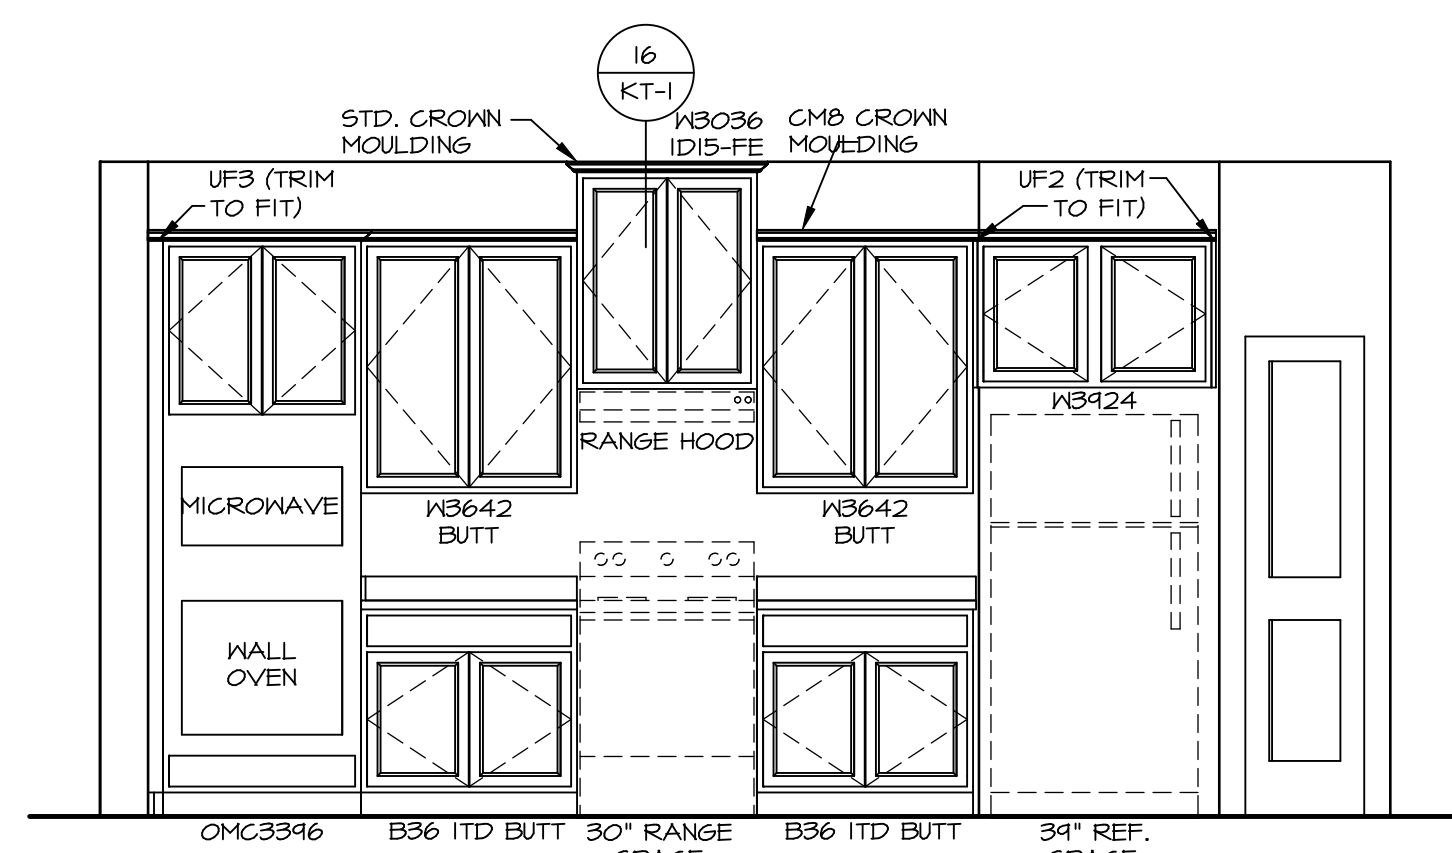 16
KT-1
STD. CROWN
MOULDING
W3036
1D15-FE
CM8 CROWN
MOULDING
UF3 (TRIM
TO FIT)
UF2 (TRIM
TO FIT)
W3924
RANGE HOOD
MICROWAVE
W3642
BUTT
W3642
BUTT
WALL
OVEN
OMC3396
B36 1TD BUTT
30" RANGE
SPACE
B36 1TD BUTT
39" REF.
SPACE